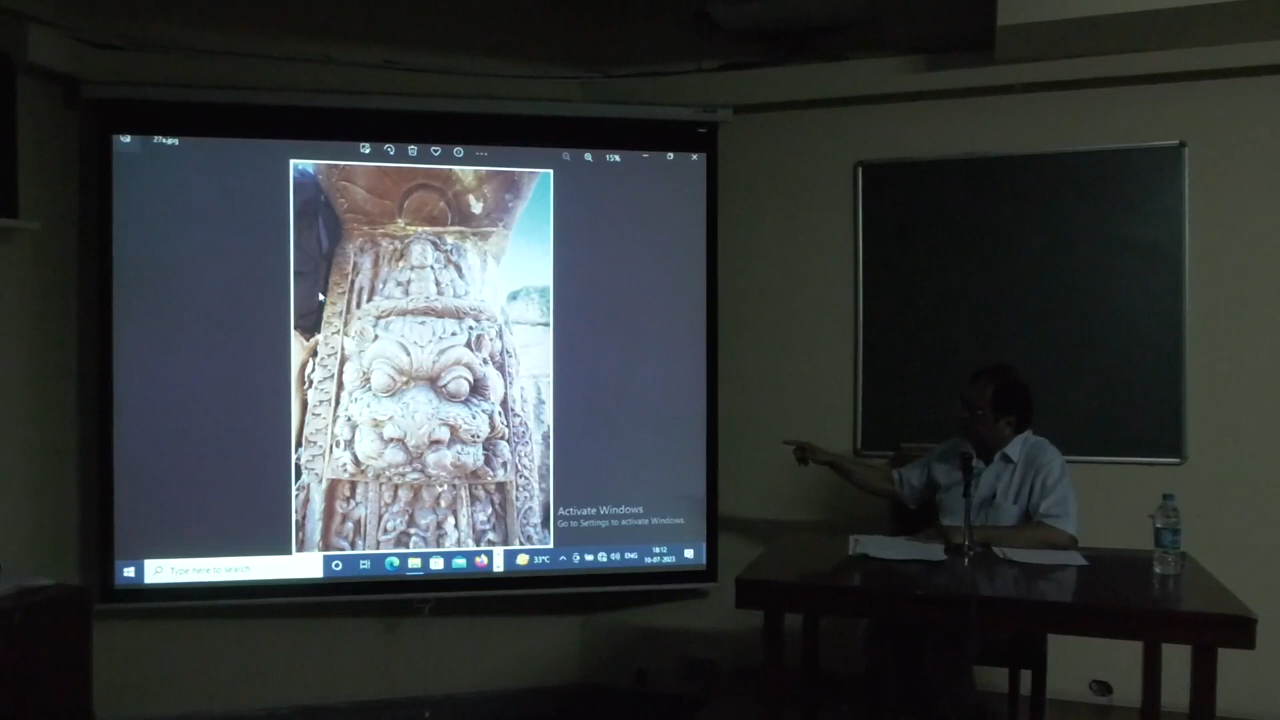 27a.jpg
15%
Activate Windows
Go to Settings to activate Windows.
Type here to search
33°C
ENG
18:12
10-07-2023